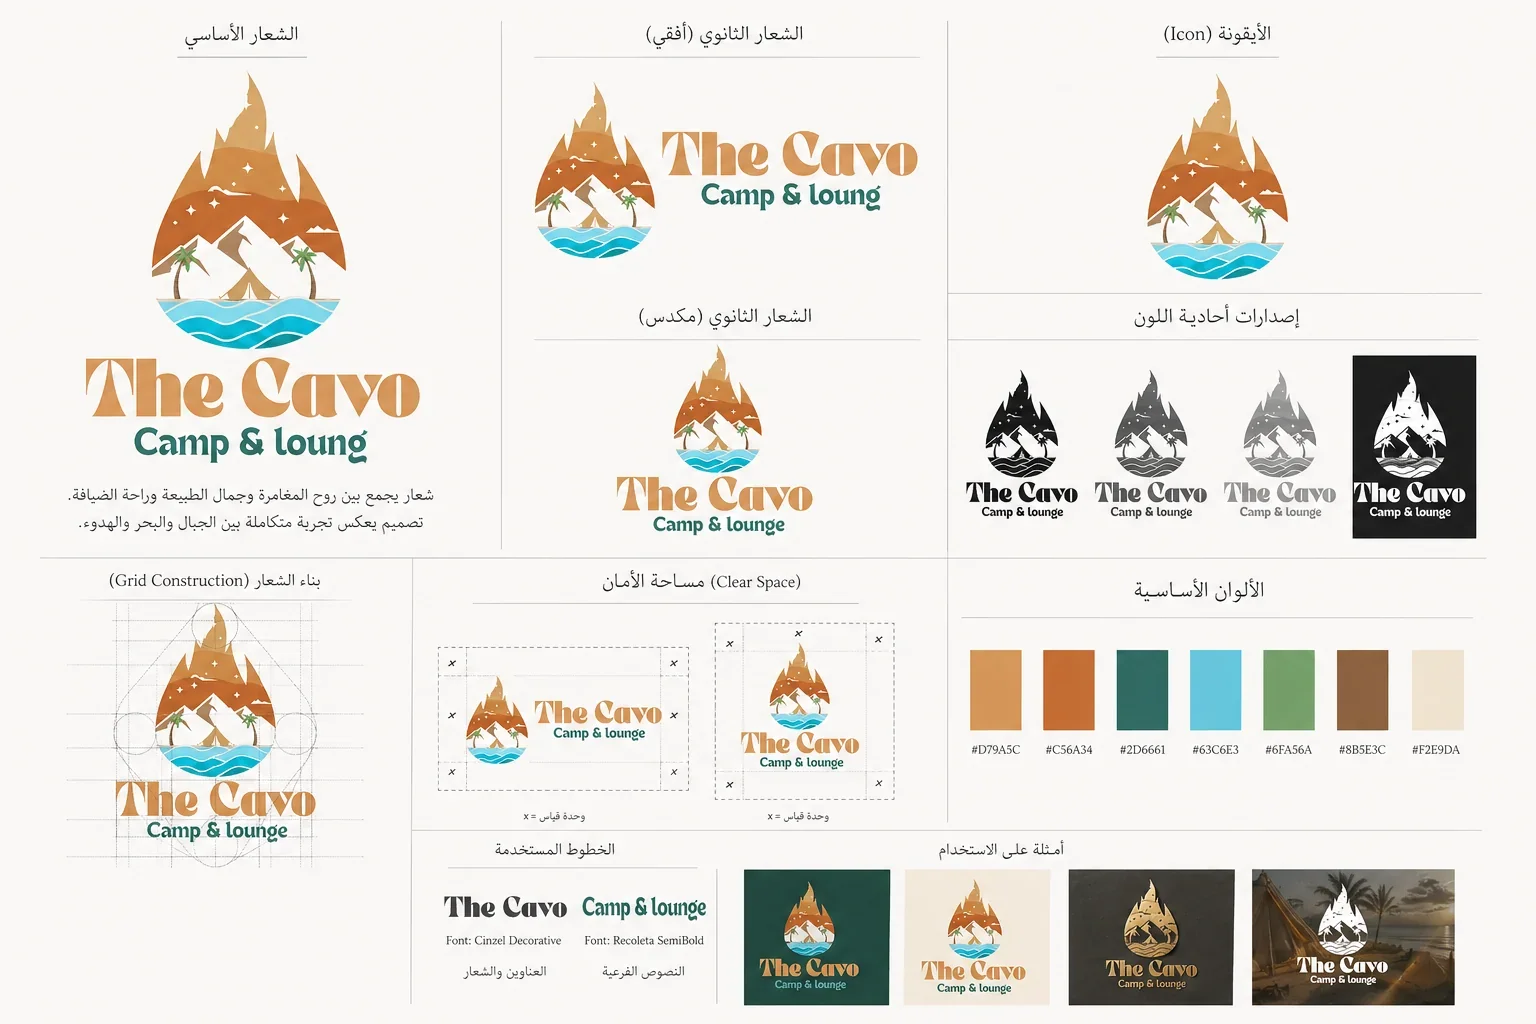 الشعار الأساسي
The Cavo
Camp & loung
شعار يجمع بين روح المغامرة وجمال الطبيعة وراحة الضيافة.
تصميم يعكس تجربة متكاملة بين الجبال والبحر والهدوء.
الشعار الثانوي (أفقي)
The Cavo
Camp & loung
الشعار الثانوي (مكدس)
The Cavo
Camp & lounge
الأيقونة (Icon)
إصدارات أحادية اللون
The Cavo
Camp & lounge
The Cavo
Camp & lounge
The Cavo
Camp & lounge
The Cavo
Camp & lounge
بناء الشعار (Grid Construction)
The Cavo
Camp & lounge
مساحة الأمان (Clear Space)
× ×
The Cavo
Camp & lounge
× ×
× ×
وحدة قياس = x
× × ×
The Cavo
Camp & lounge
× ×
وحدة قياس = x
الألوان الأساسية
#D79A5C #C56A34 #2D6661 #63C6E3 #6FA56A #8B5E3C #F2E9DA
الخطوط المستخدمة
The Cavo
Font: Cinzel Decorative
العناوين والشعار
Camp & lounge
Font: Recoleta SemiBold
النصوص الفرعية
أمثلة على الاستخدام
The Cavo
Camp & lounge
The Cavo
Camp & lounge
The Cavo
Camp & lounge
The Cavo
Camp & lounge